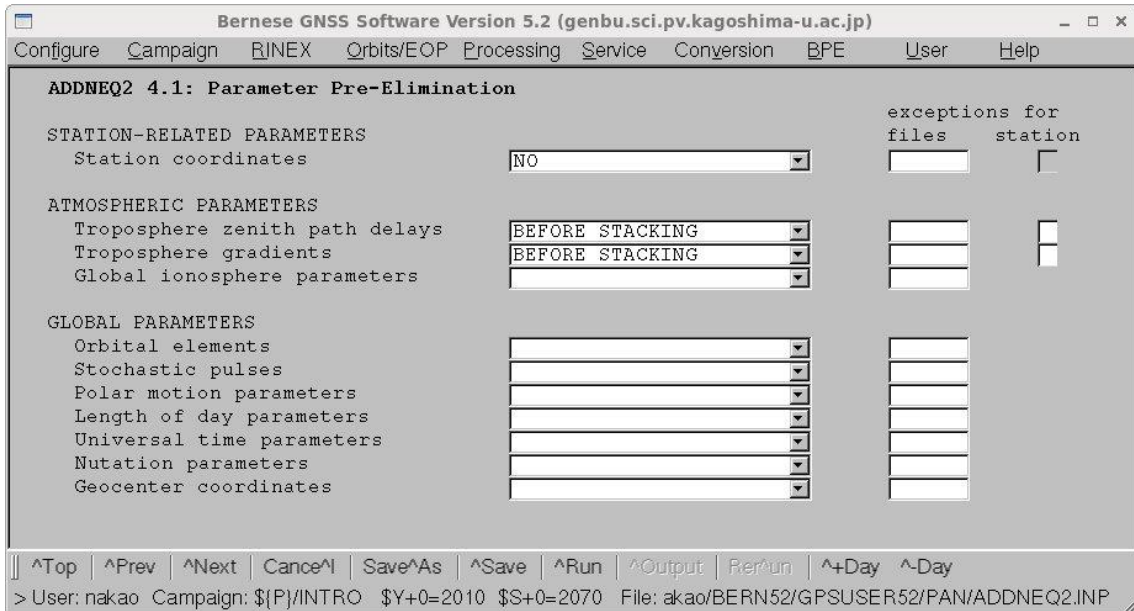 Bernese GNSS Software Version 5.2 (genbu.sci.pv.kagoshima-u.ac.jp)
Configure Campaign RINEX Orbits/EOP Processing Service Conversion BPE User Help
ADDNEQ2 4.1: Parameter Pre-Elimination
exceptions for
STATION-RELATED PARAMETERS files station
Station coordinates NO
ATMOSPHERIC PARAMETERS
Troposphere zenith path delays BEFORE STACKING
Troposphere gradients BEFORE STACKING
Global ionosphere parameters
GLOBAL PARAMETERS
Orbital elements
Stochastic pulses
Polar motion parameters
Length of day parameters
Universal time parameters
Nutation parameters
Geocenter coordinates
^Top ^Prev ^Next Cance^l Save^As ^Save ^Run ^Output Rer^un ^+Day ^-Day
> User: nakao Campaign: ${P}/INTRO $Y+0=2010 $S+0=2070 File: akao/BERN52/GPSUSER52/PAN/ADDNEQ2.INP